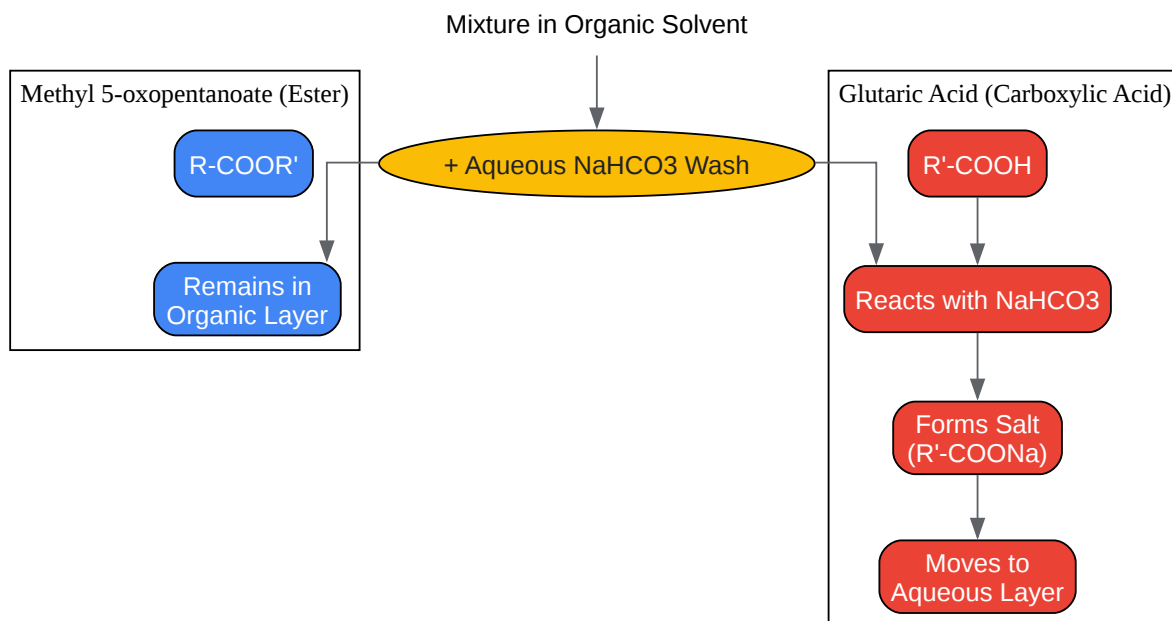 Mixture in Organic Solvent
Methyl 5-oxopentanoate (Ester)
R-COOR'
Remains in
Organic Layer
+ Aqueous NaHCO3 Wash
Glutaric Acid (Carboxylic Acid)
R'-COOH
Reacts with NaHCO3
Forms Salt
(R'-COONa)
Moves to
Aqueous Layer